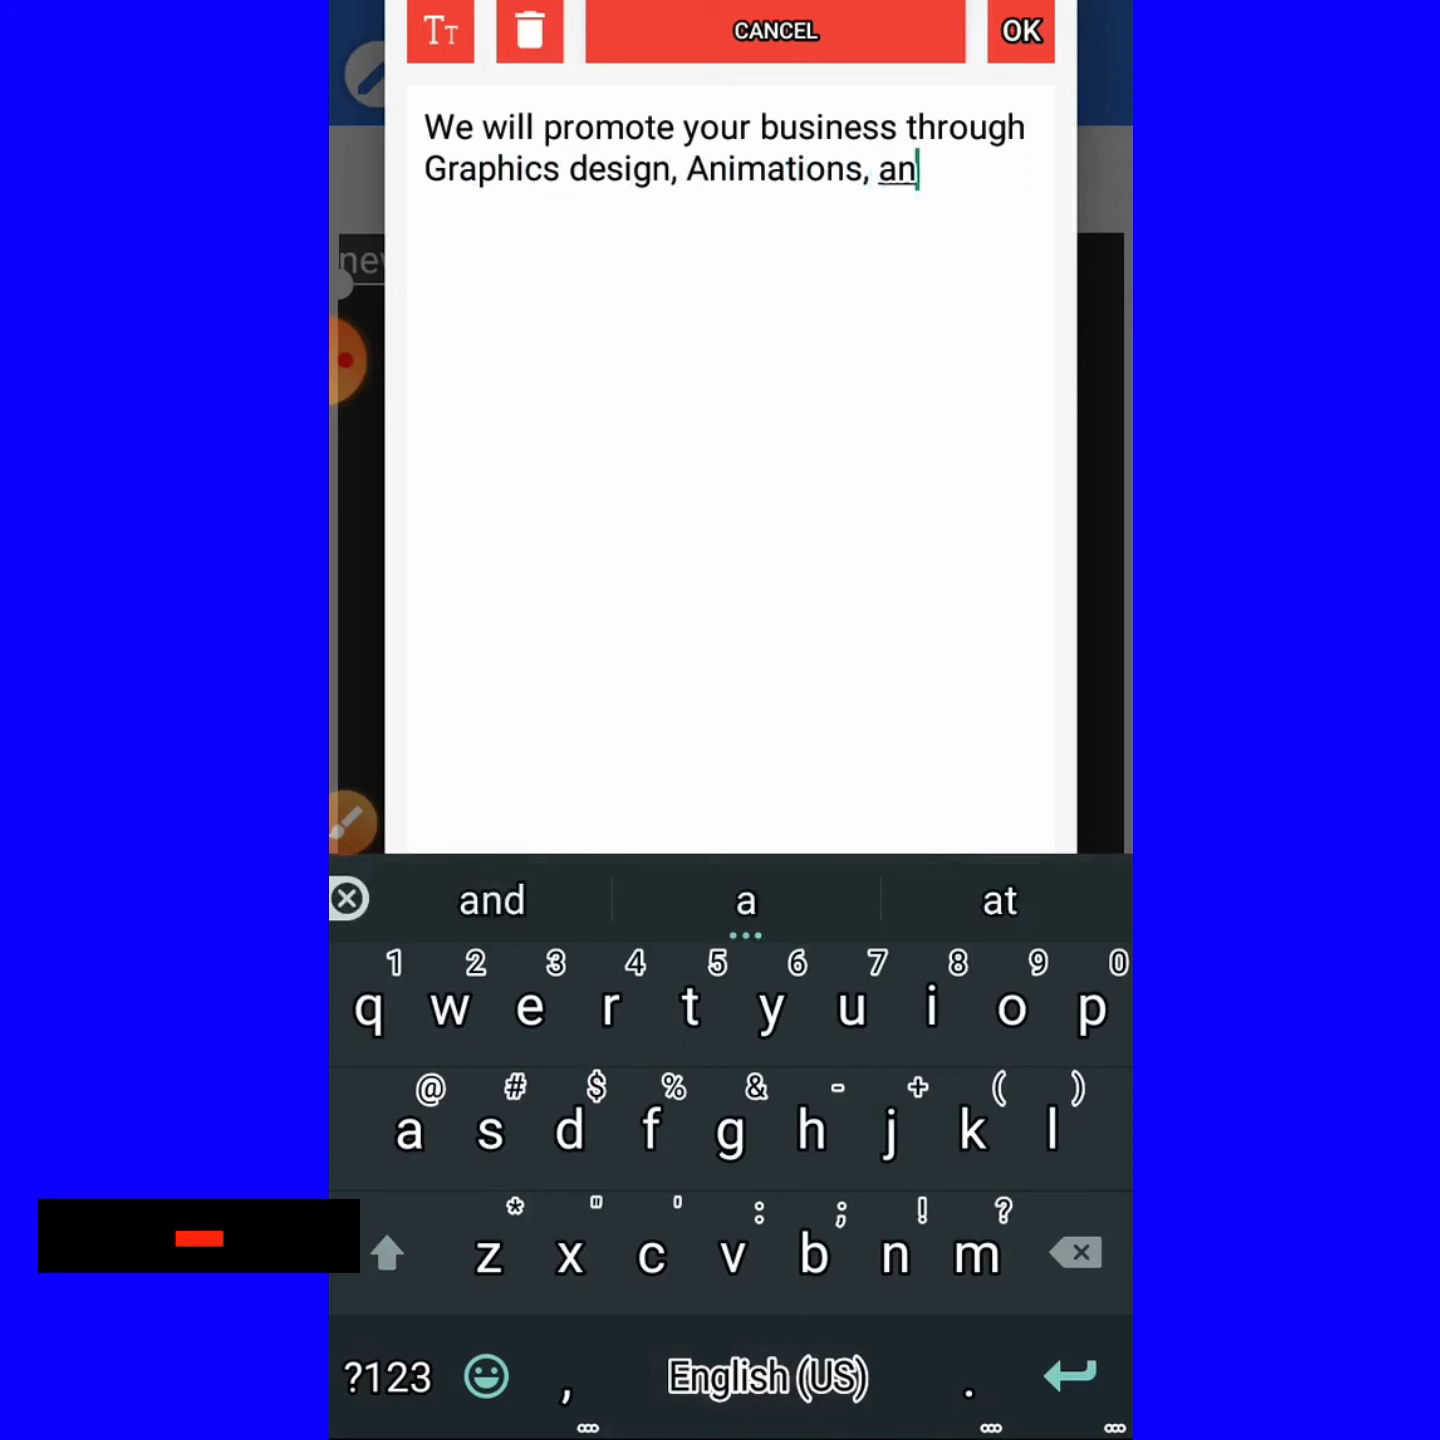 TT
CANCEL
OK
We will promote your business through
Graphics design, Animations, an
and a at
1 2 3 4 5 6 7 8 9 0
q w e r t y u i o p
@ # $ % & - + ( )
a s d f g h j k l
* " ' : ; ! ?
z x c v b n m
?123 , English (US) .